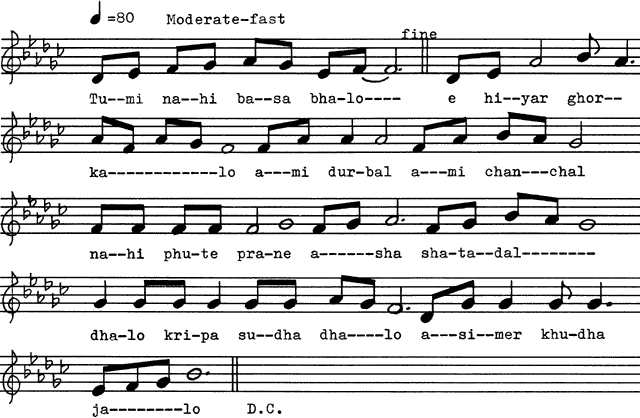 =80 Moderate-fast
fine
Tu--mi na--hi ba--sa bha-lo---- e hi--yar ghor--
ka------------lo a---mi dur-bal a---mi chan---chal
na--hi phu-te pra-ne a------sha sha-ta--dal---------
dha-lo kri-pa su--dha dha----lo a---si--mer khu-dha
ja--------lo D.C.